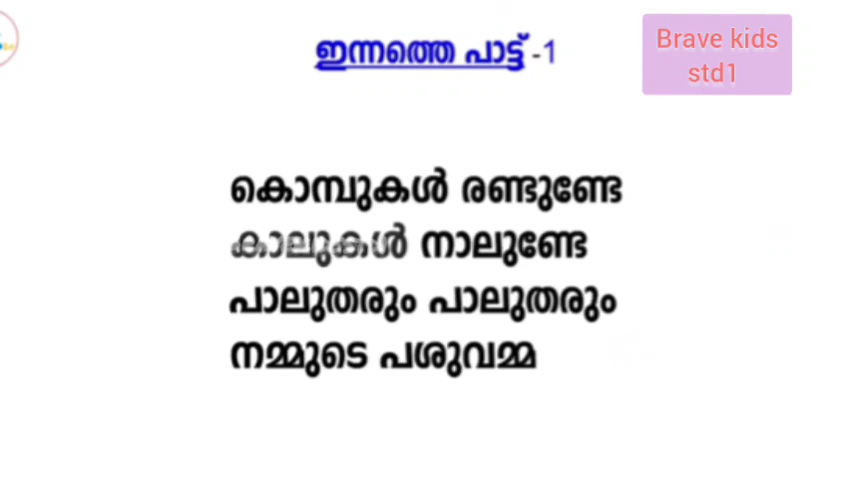 ഇന്നത്തെ പാട്ട് -1
Brave kids
std1
കൊമ്പുകൾ രണ്ടുണ്ടേ
കാലുകൾ നാലുണ്ടേ
പാലുതരും പാലുതരും
നമ്മുടെ പശുവമ്മ